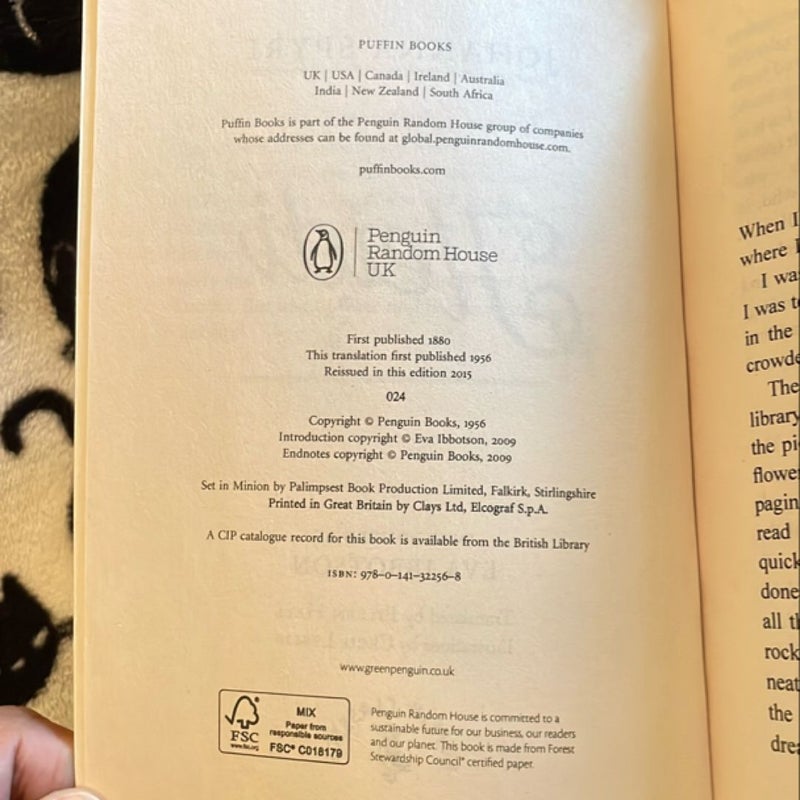 PUFFIN BOOKS
UK | USA | Canada | Ireland | Australia
India | New Zealand | South Africa
Puffin Books is part of the Penguin Random House group of companies
whose addresses can be found at global.penguinrandomhouse.com.
puffinbooks.com
Penguin
Random House
UK
First published 1880
This translation first published 1956
Reissued in this edition 2015
024
Copyright © Penguin Books, 1956
Introduction copyright © Eva Ibbotson, 2009
Endnotes copyright © Penguin Books, 2009
Set in Minion by Palimpsest Book Production Limited, Falkirk, Stirlingshire
Printed in Great Britain by Clays Ltd, Elcograf S.p.A.
A CIP catalogue record for this book is available from the British Library
ISBN: 978-0-141-32256-8
www.greenpenguin.co.uk
FSC
www.fsc.org
MIX
Paper from
responsible sources
FSC® C018179
Penguin Random House is committed to a
sustainable future for our business, our readers
and our planet. This book is made from Forest
Stewardship Council® certified paper.
When I
where
I was
I was
in the
crowde
The
library
the
flowe
pagin
read
quick
done
all
rock
neat
the
drea